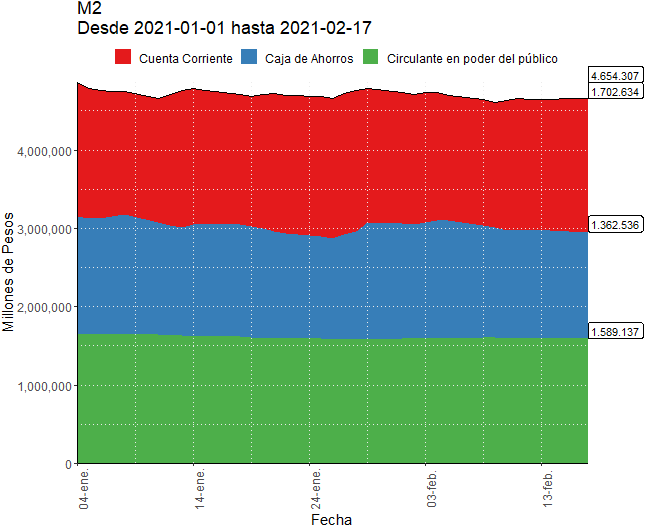 M2
Desde 2021-01-01 hasta 2021-02-17
Cuenta Corriente Caja de Ahorros Circulante en poder del público
4.654.307
1.702.634
4,000,000
3,000,000
1.362.536
2,000,000
1.589.137
1,000,000
0
Millones de Pesos
04-ene. 14-ene. 24-ene. 03-feb. 13-feb.
Fecha